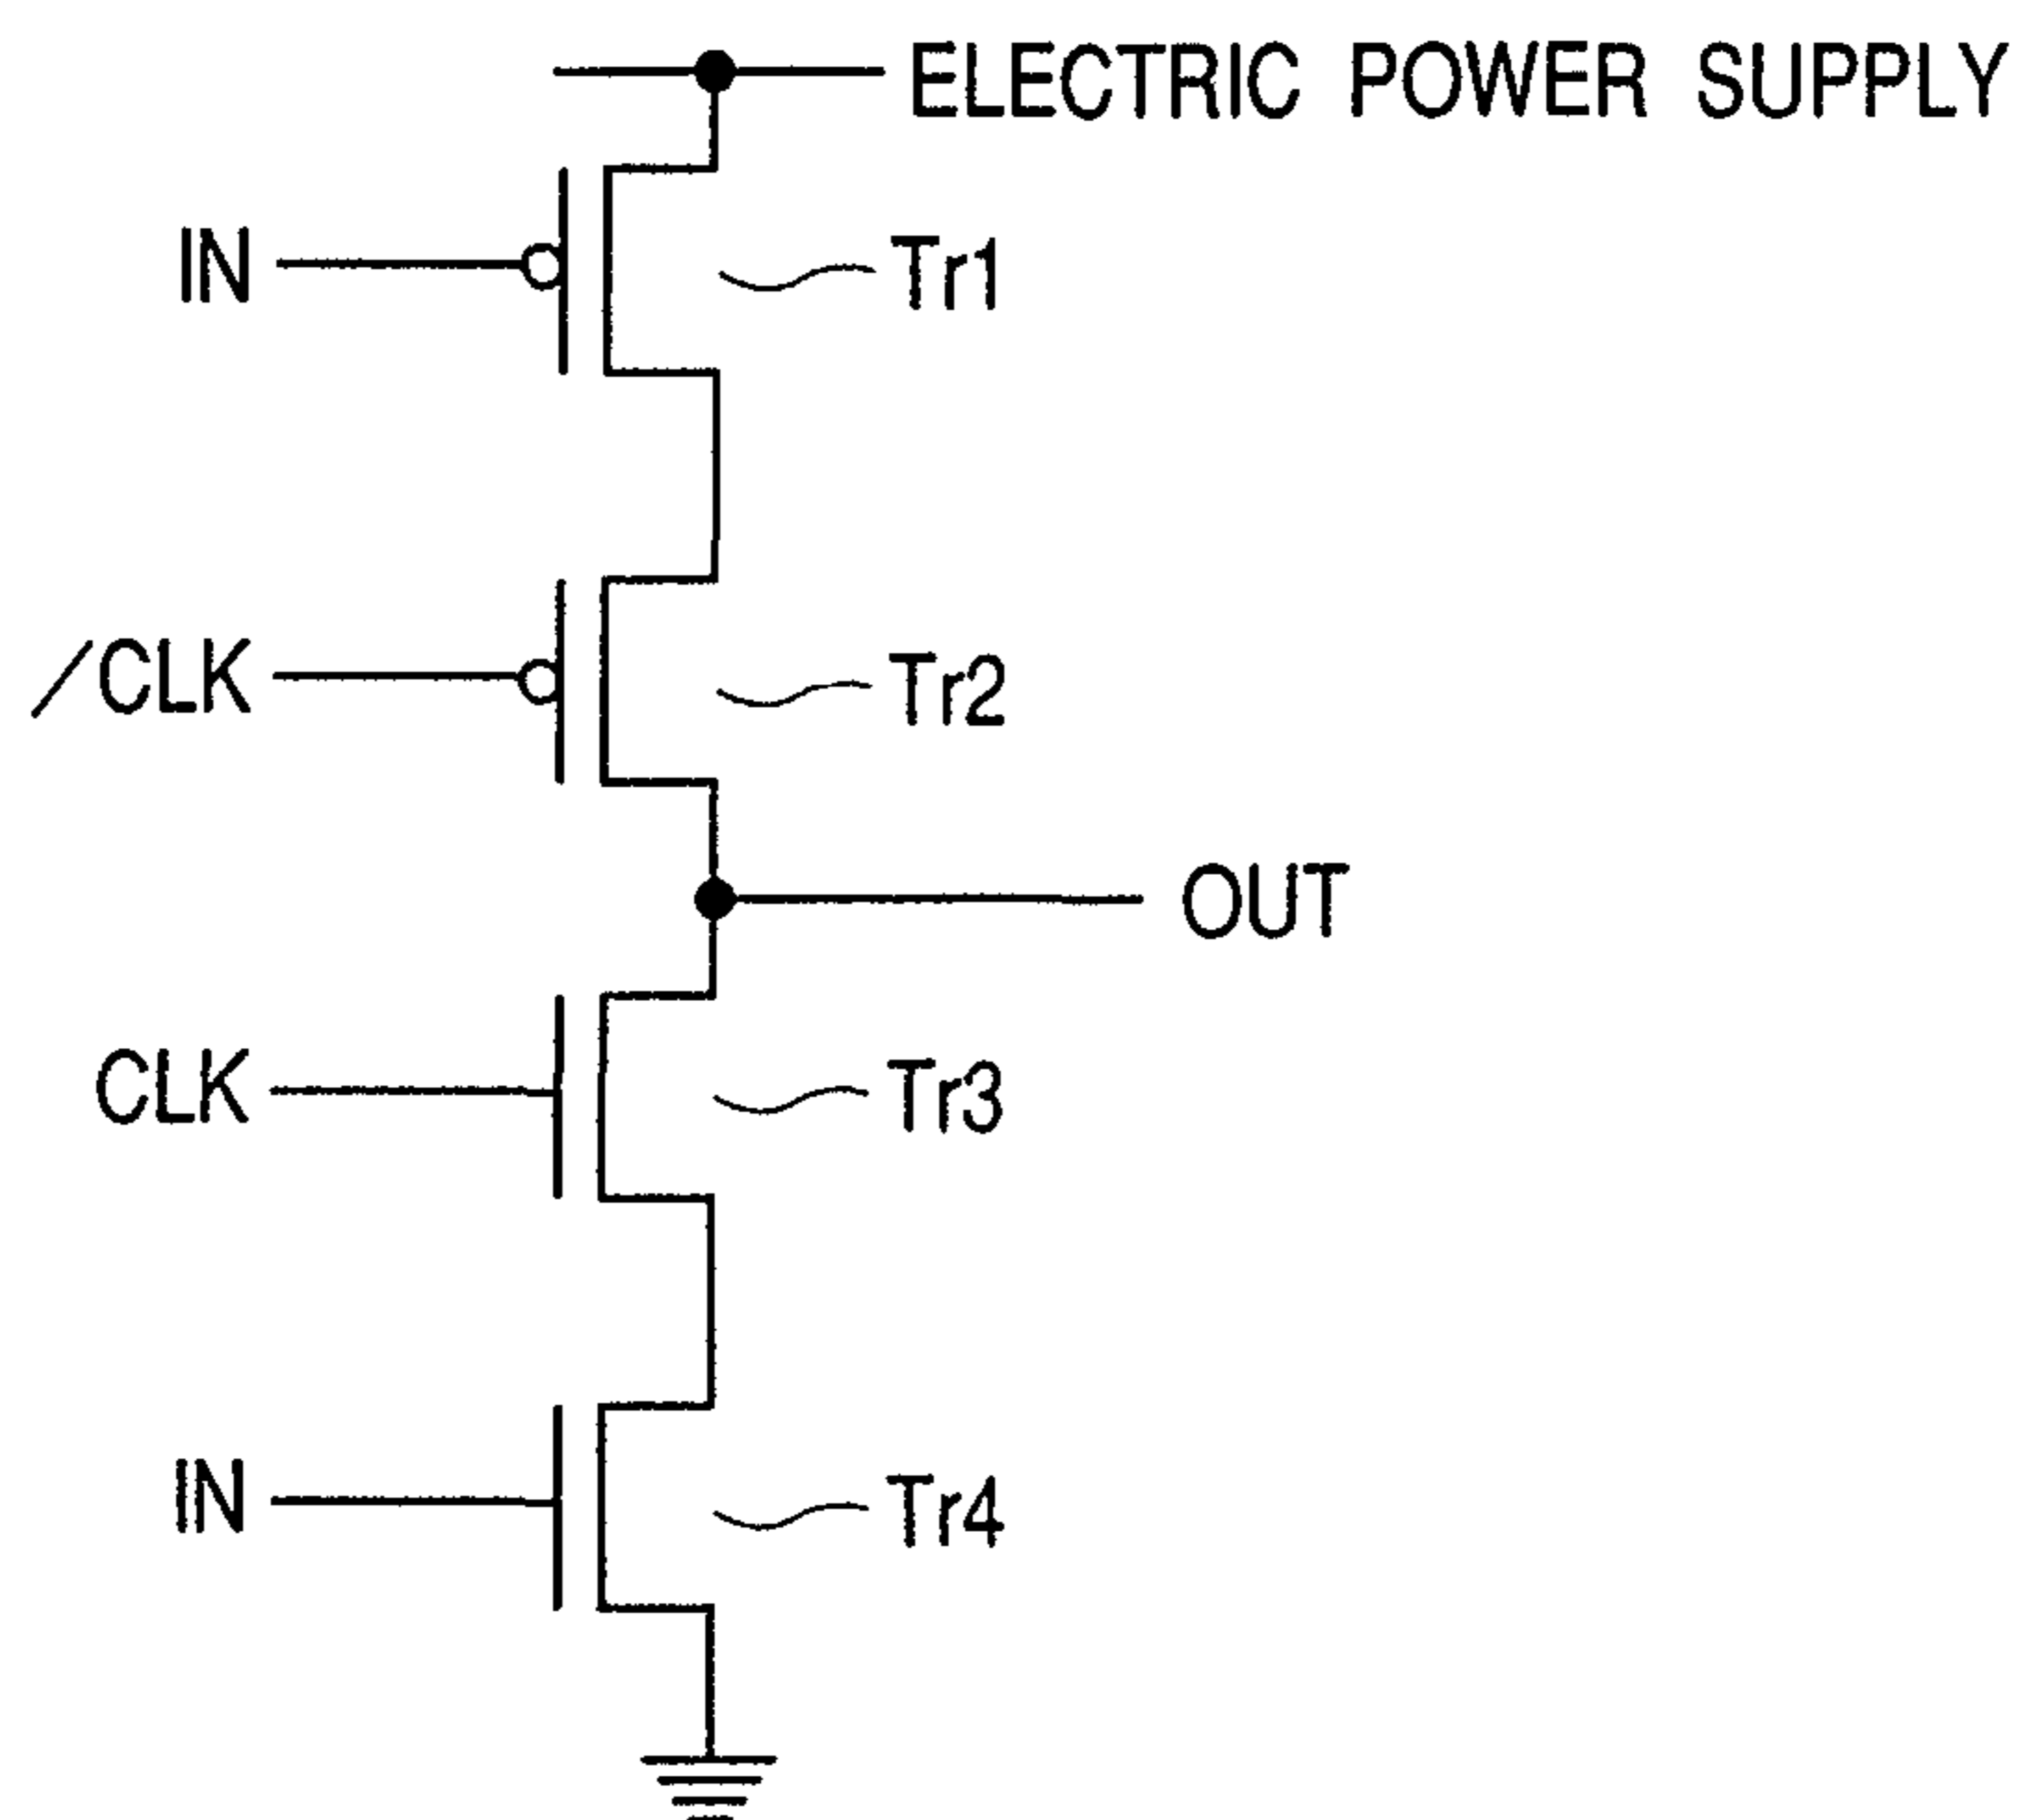 ELECTRIC POWER SUPPLY
IN
Tr1
/CLK
Tr2
OUT
CLK
Tr3
IN
Tr4